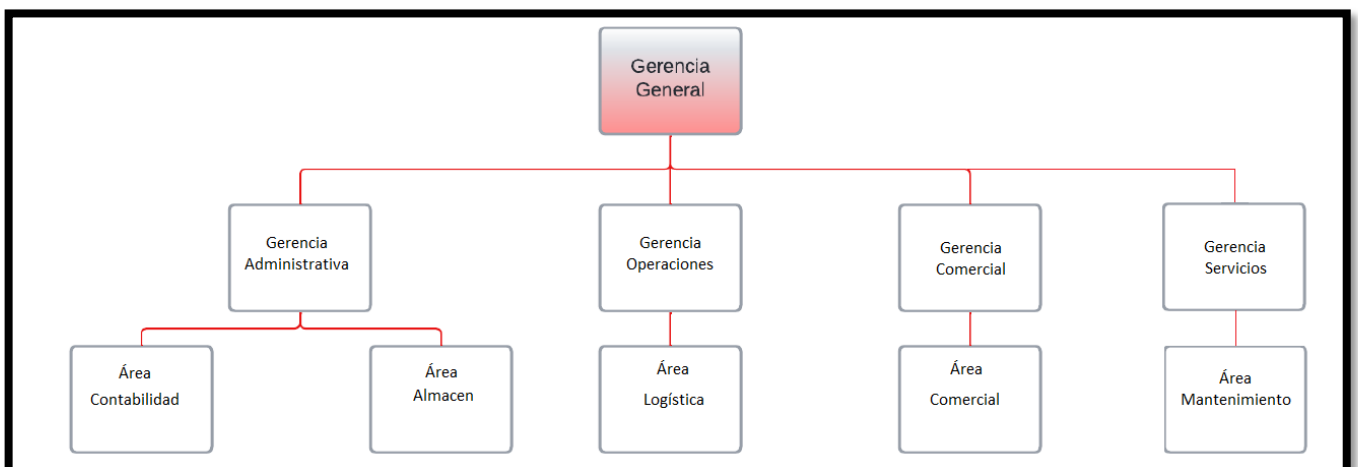 Gerencia
General
Gerencia
Administrativa
Gerencia
Operaciones
Gerencia
Comercial
Gerencia
Servicios
Área
Contabilidad
Área
Almacen
Área
Logística
Área
Comercial
Área
Mantenimiento